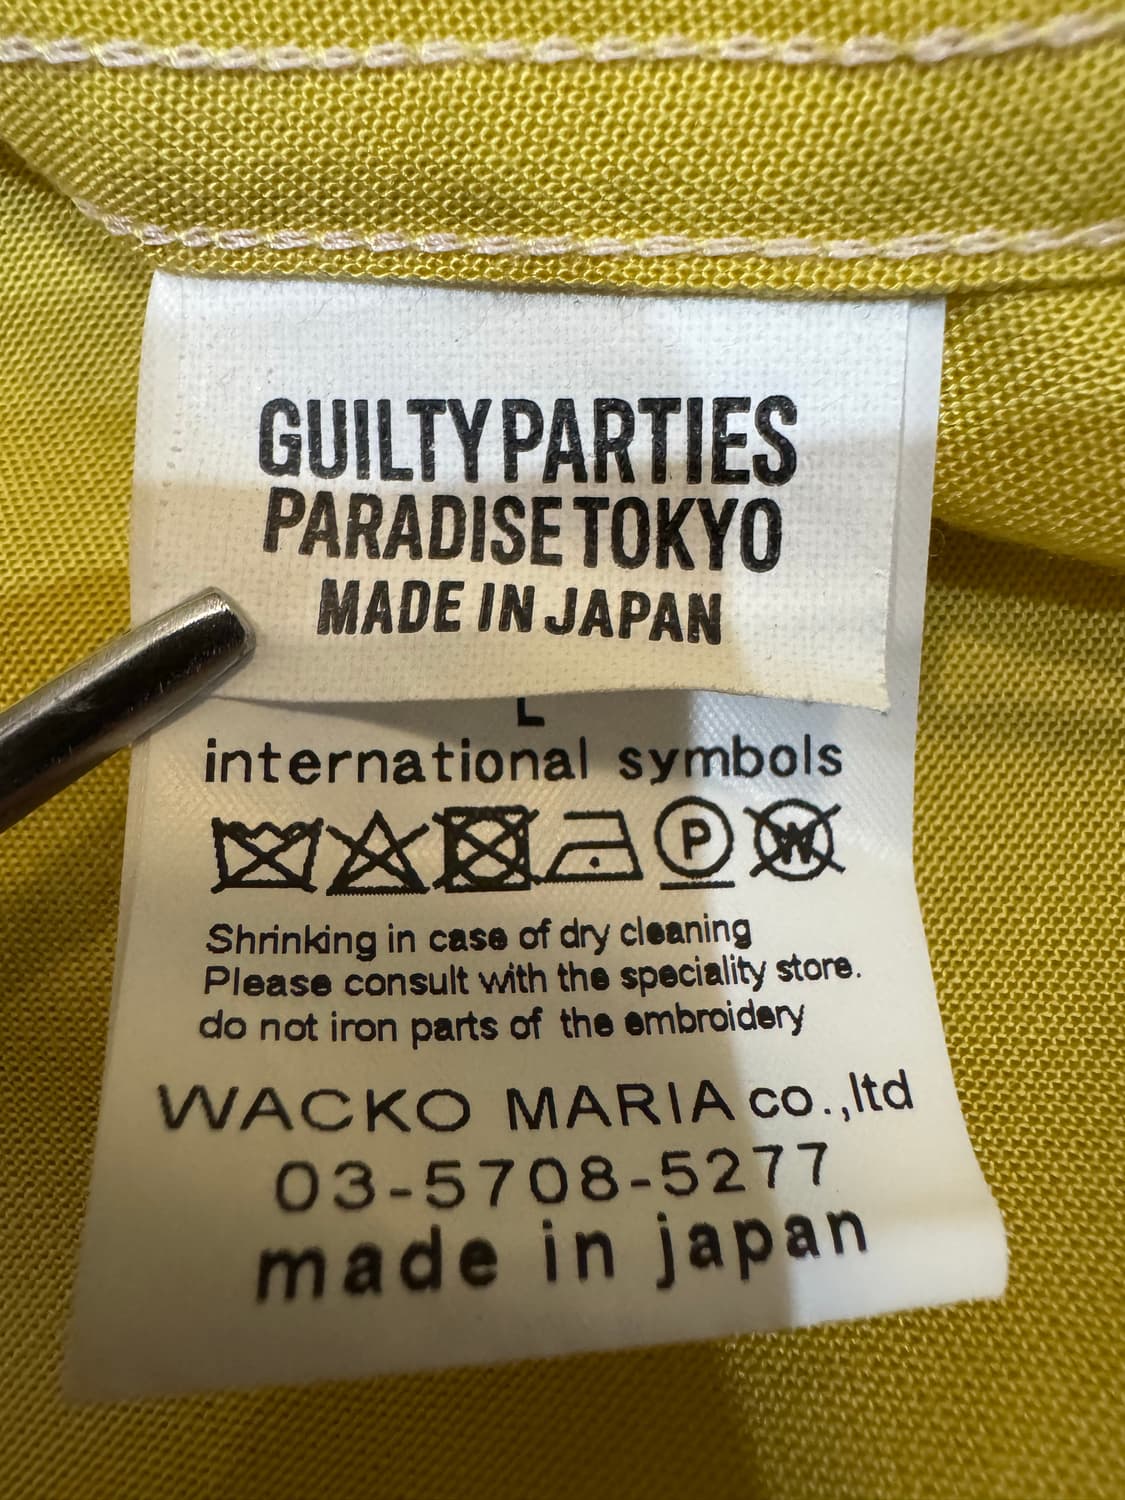 GUILTY PARTIES
PARADISE TOKYO
MADE IN JAPAN
L
international symbols
P W
Shrinking in case of dry cleaning
Please consult with the speciality store.
do not iron parts of the embroidery
WACKO MARIA co.,ltd
03-5708-5277
made in japan